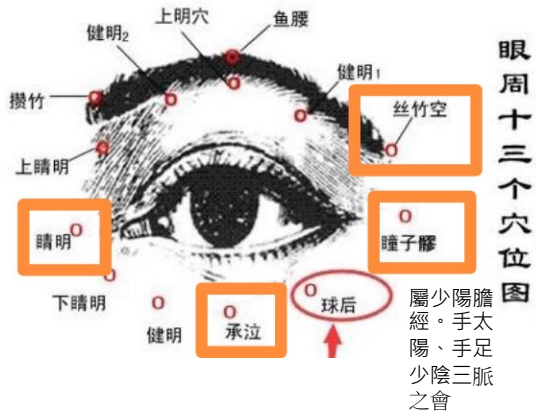 上明穴
鱼腰
健明2
健明1
攒竹
丝竹空
上睛明
睛明
瞳子髎
下睛明
健明
承泣
球后
眼周十三个穴位图
屬少陽膽
經。手太
陽、手足
少陰三脈
之會